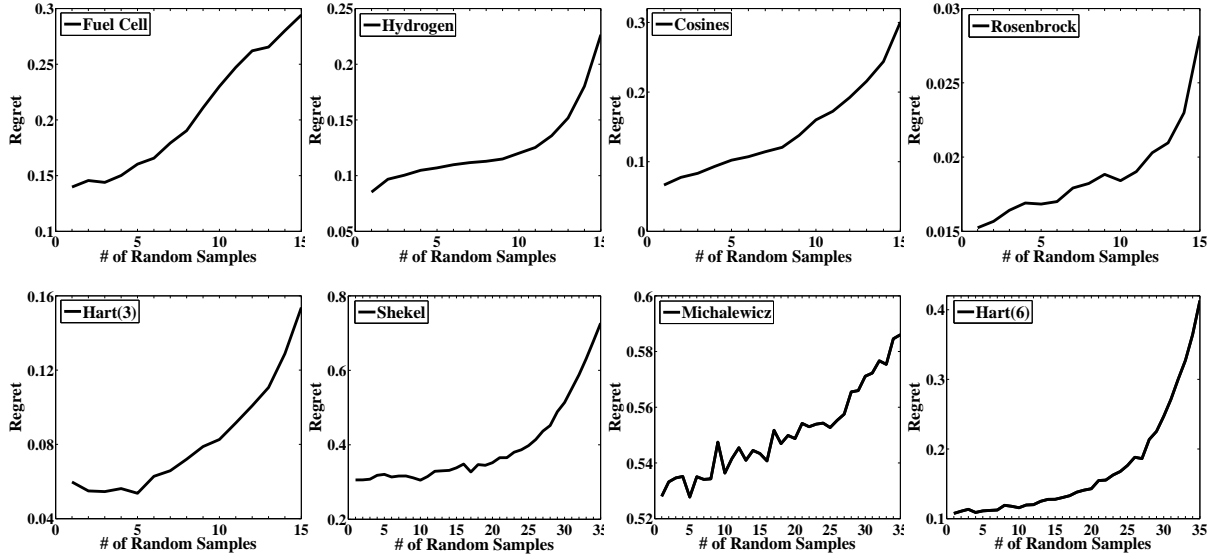 Fuel Cell
Regret
0.3
0.25
0.2
0.15
0.1
0 5 10 15
# of Random Samples
Hydrogen
Regret
0.25
0.2
0.15
0.1
0.05
0 5 10 15
# of Random Samples
Cosines
Regret
0.3
0.2
0.1
0
0 5 10 15
# of Random Samples
Rosenbrock
Regret
0.03
0.025
0.02
0.015
0 5 10 15
# of Random Samples
Hart(3)
Regret
0.16
0.12
0.08
0.04
0 5 10 15
# of Random Samples
Shekel
Regret
0.8
0.6
0.4
0.2
0 5 10 15 20 25 30 35
# of Random Samples
Michalewicz
Regret
0.6
0.58
0.56
0.54
0.52
0 5 10 15 20 25 30 35
# of Random Samples
Hart(6)
Regret
0.4
0.3
0.2
0.1
0 5 10 15 20 25 30 35
# of Random Samples